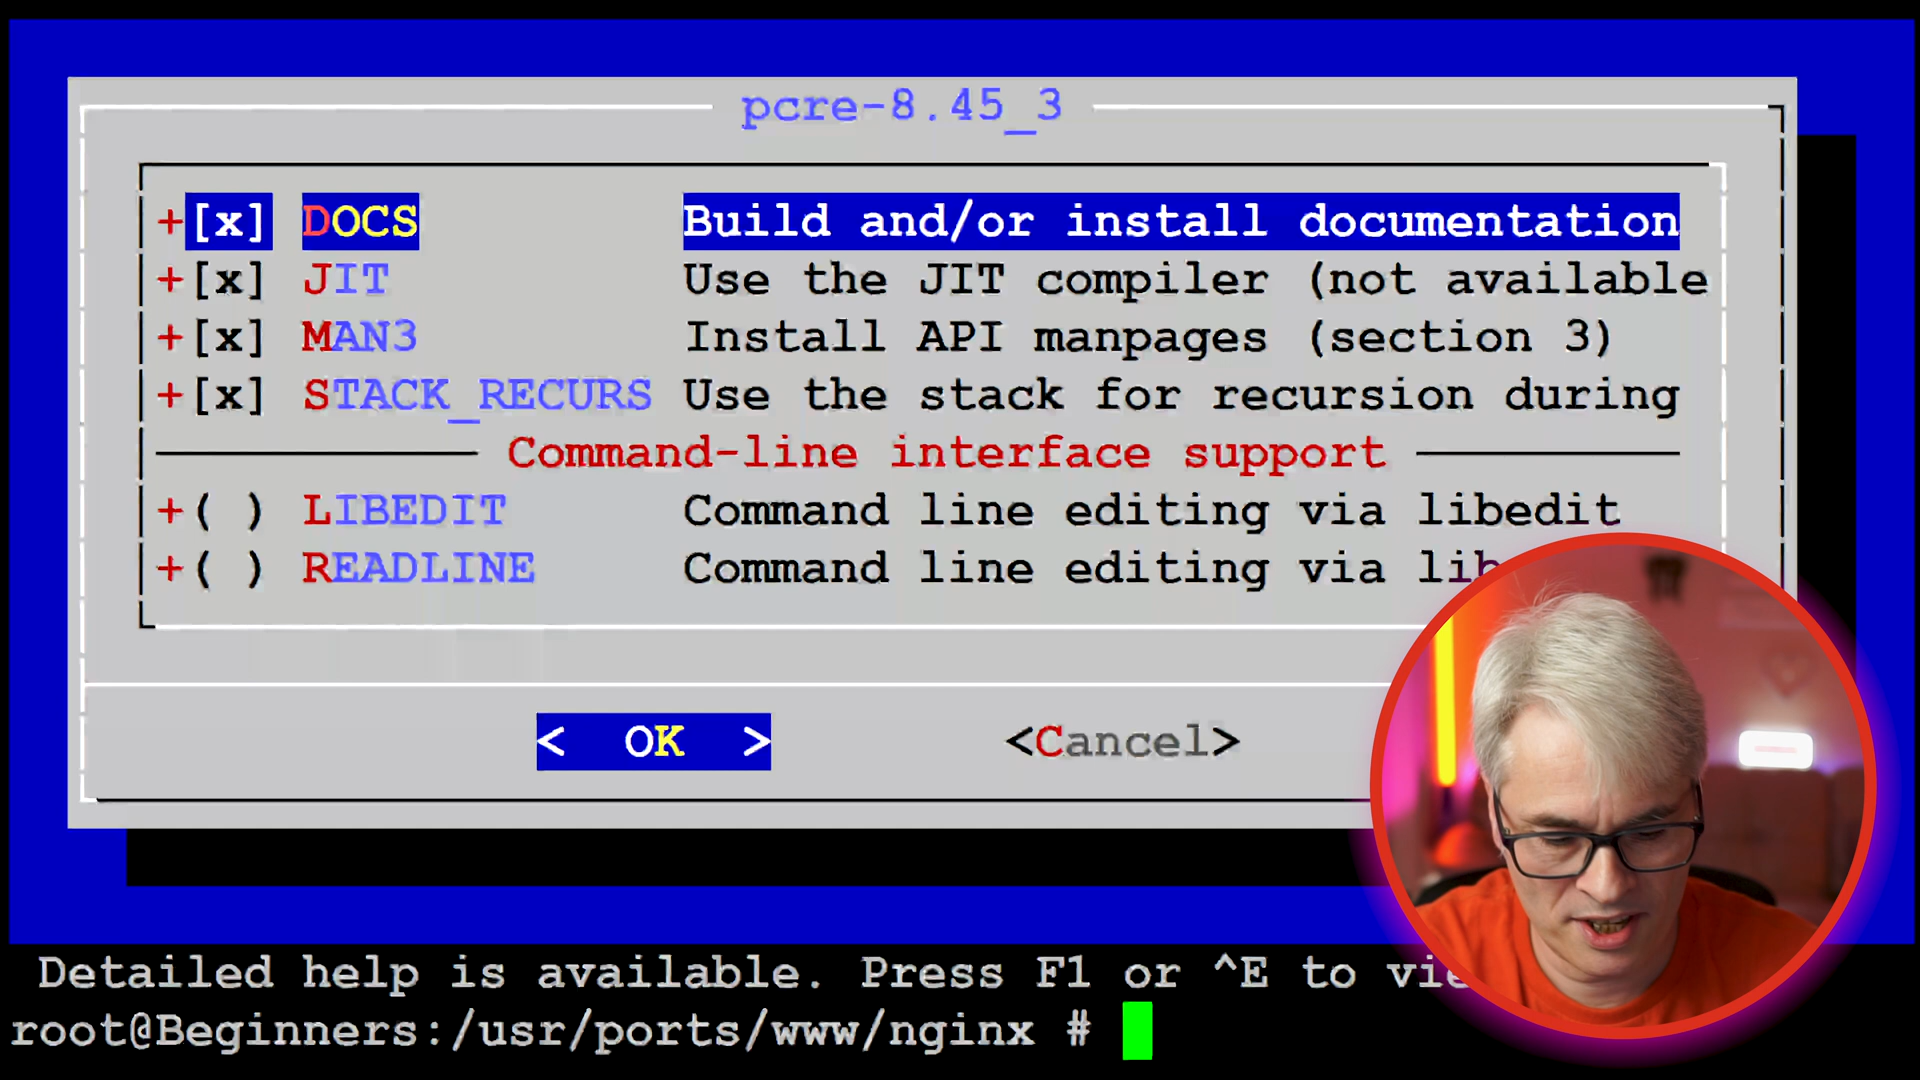 pcre-8.45_3
+[x] DOCS Build and/or install documentation
+[x] JIT Use the JIT compiler (not available
+[x] MAN3 Install API manpages (section 3)
+[x] STACK_RECURS Use the stack for recursion during
Command-line interface support
+( ) LIBEDIT Command line editing via libedit
+( ) READLINE Command line editing via
< OK > <Cancel>
Detailed help is available. Press F1 or ^E to
root@Beginners:/usr/ports/www/nginx #